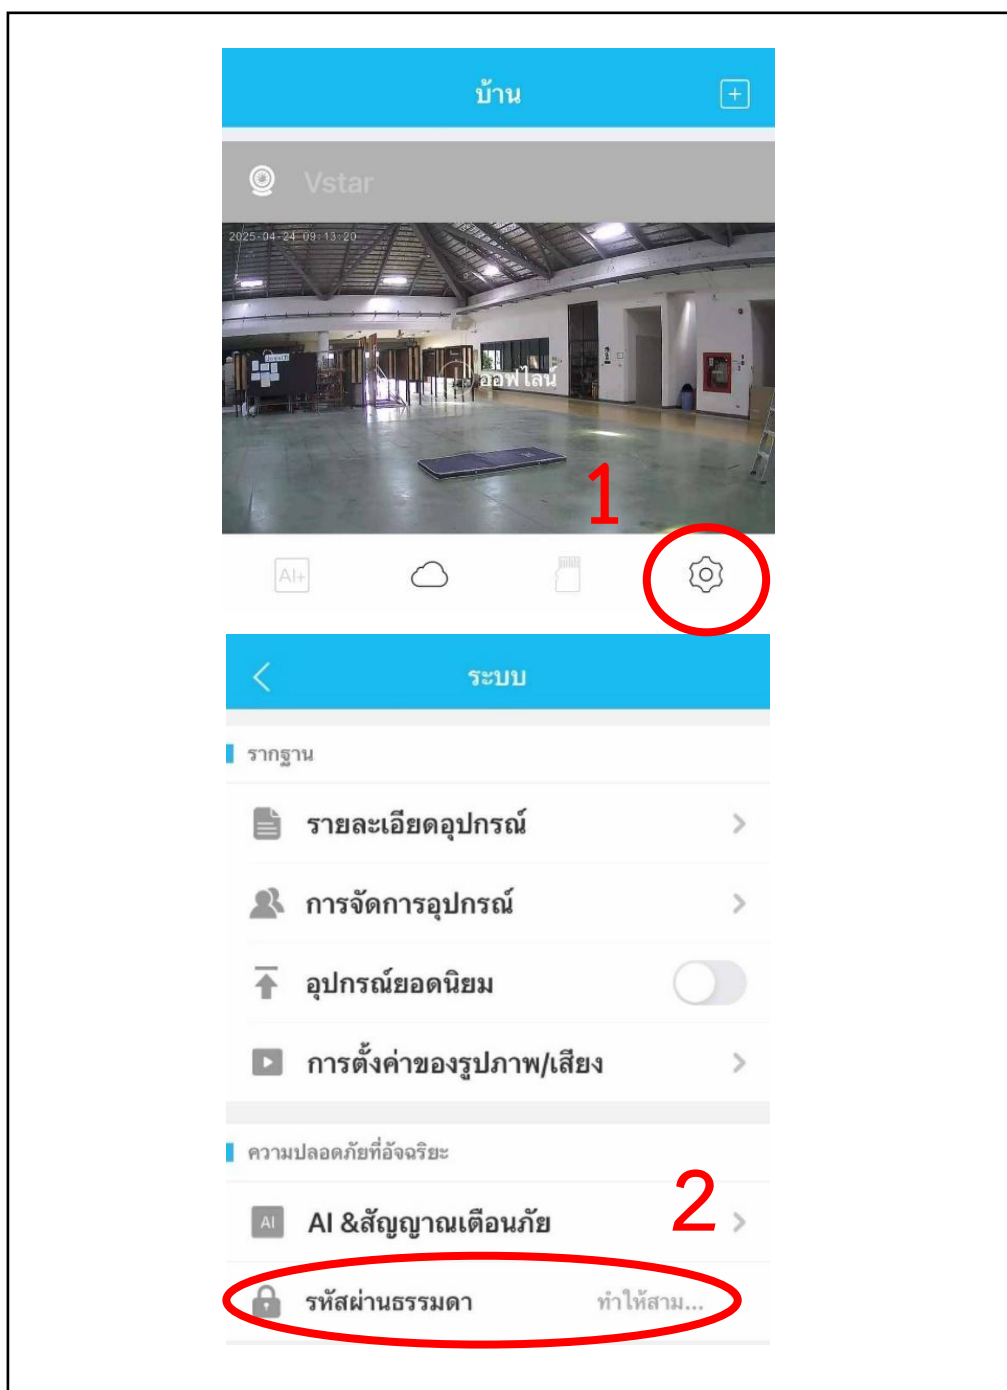 บ้าน
Vstar
2025-04-24 09:13:20
ออฟไลน์
1
AI+
ระบบ
รากฐาน
รายละเอียดอุปกรณ์
การจัดการอุปกรณ์
อุปกรณ์ยอดนิยม
การตั้งค่าของรูปภาพ/เสียง
ความปลอดภัยที่อัจฉริยะ
2
AI AI &สัญญาณเตือนภัย
รหัสผ่านธรรมดา ทำให้สาม...